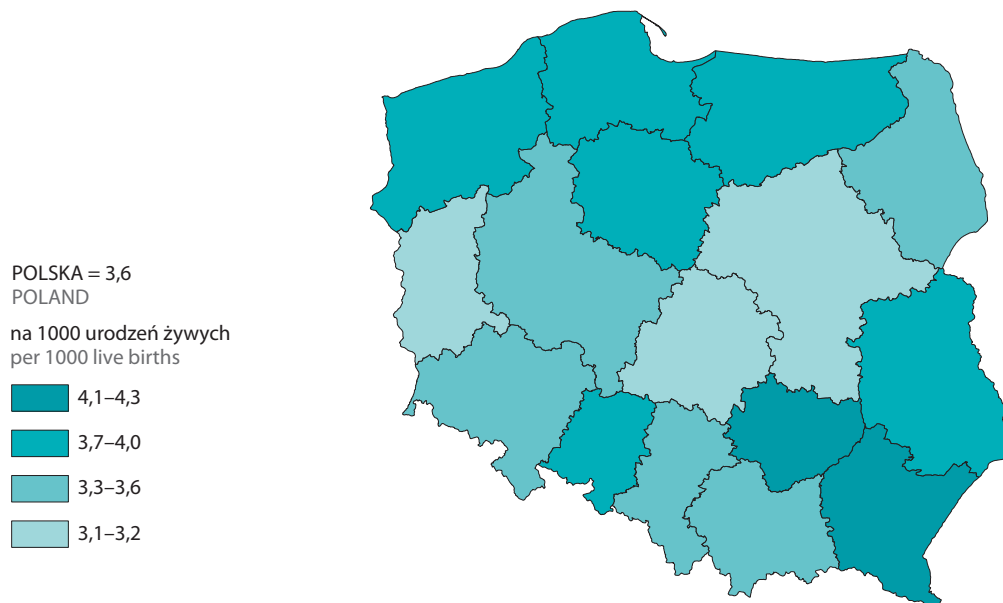 POLSKA = 3,6
POLAND
na 1000 urodzeń żywych
per 1000 live births
4,1–4,3
3,7–4,0
3,3–3,6
3,1–3,2